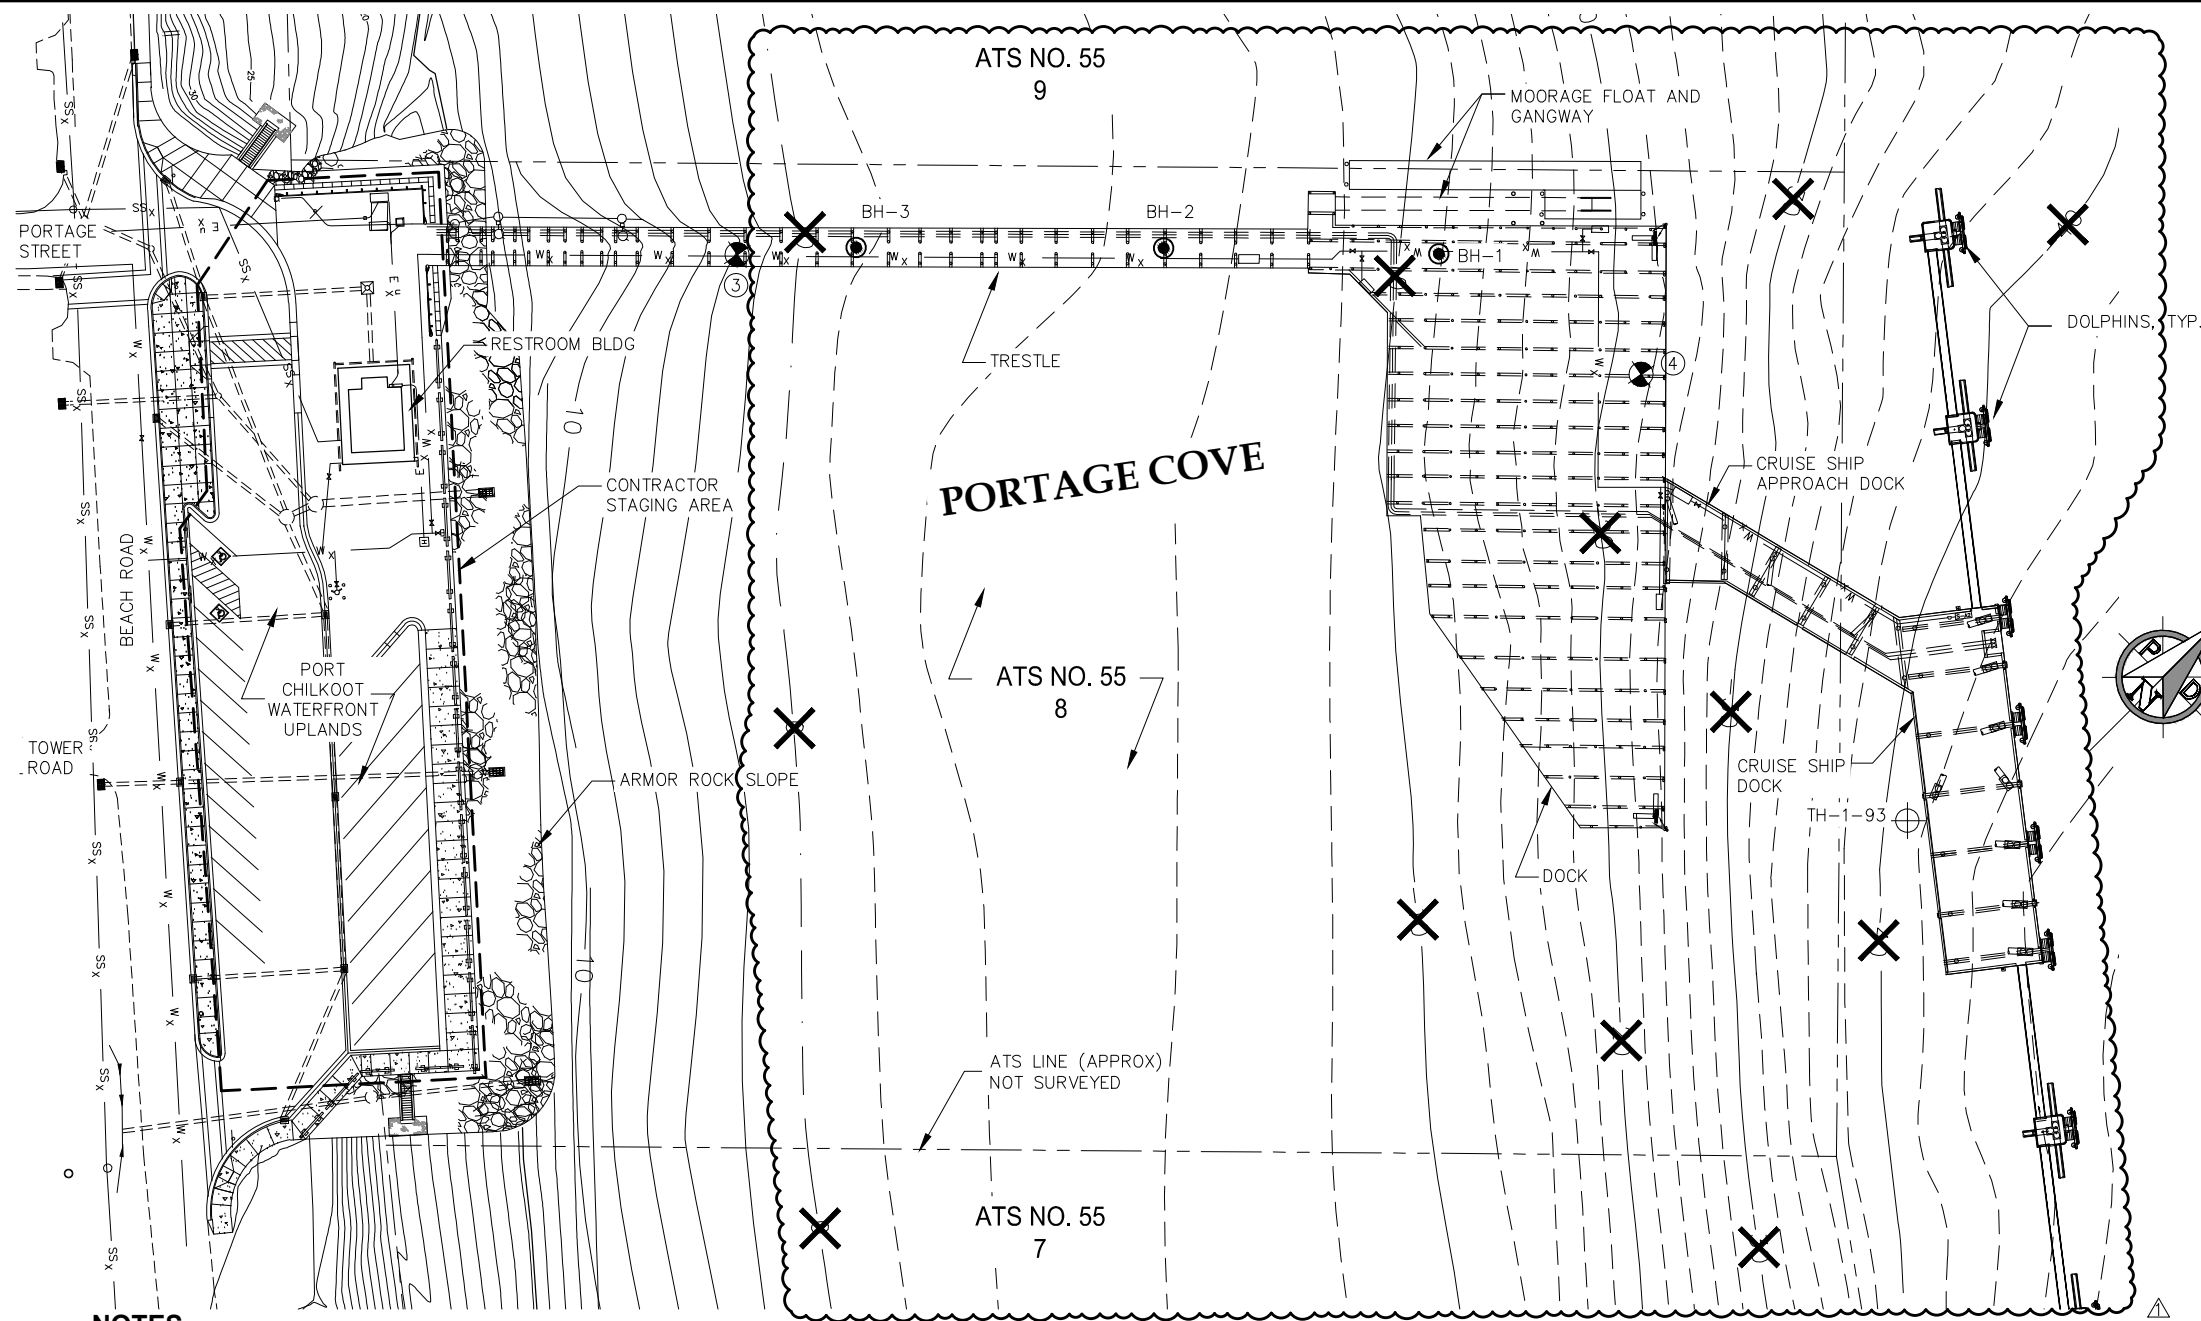 ATS NO. 55
9
25
30
MOORAGE FLOAT AND
GANGWAY
PORTAGE
STREET
BH-3
BH-2
BH-1
3
4
DOLPHINS, TYP.
RESTROOM BLDG
TRESTLE
10
PORTAGE COVE
CONTRACTOR
STAGING AREA
CRUISE SHIP
APPROACH DOCK
BEACH ROAD
ATS NO. 55
8
PORT
CHILKOOT
WATERFRONT
UPLANDS
TOWER
ROAD
ARMOR ROCK SLOPE
CRUISE SHIP
DOCK
TH-1-93
DOCK
10
ATS LINE (APPROX)
NOT SURVEYED
ATS NO. 55
7
1
NOTES